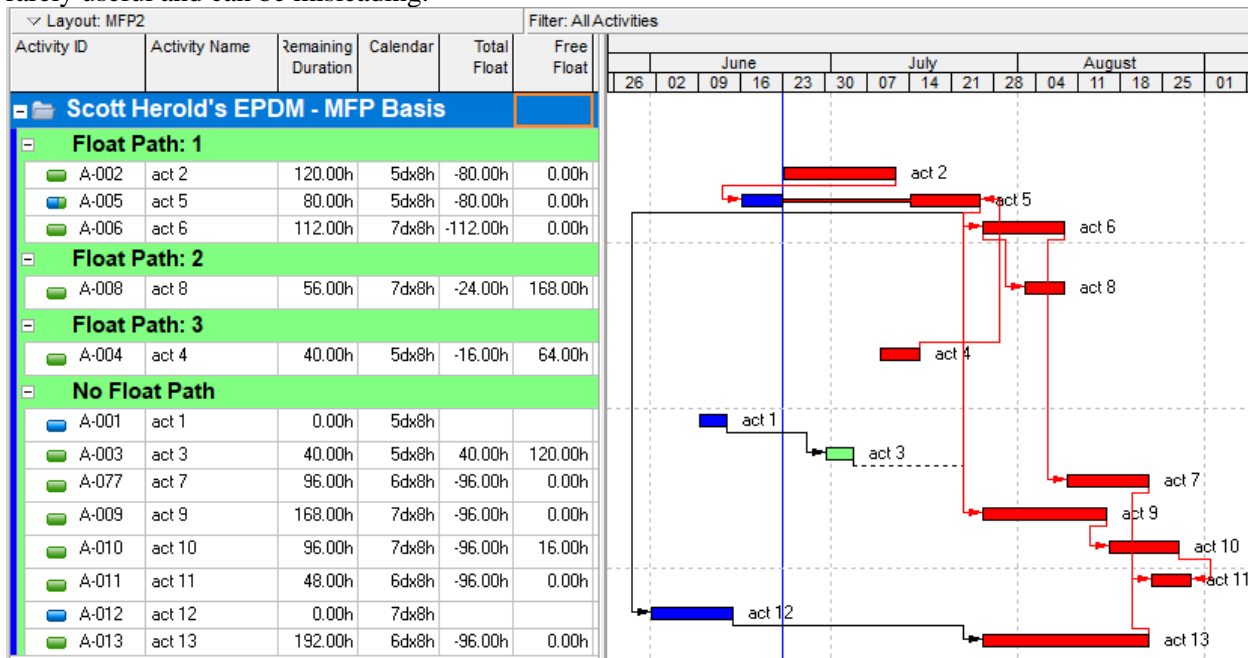 rarely useful and can be misleading.
Layout: MFP2 Filter: All Activities
Activity ID Activity Name Remaining Duration Calendar Total Float Free Float
June July August
26 02 09 16 23 30 07 14 21 28 04 11 18 25 01
Scott Herold's EPDM - MFP Basis
Float Path: 1
A-002 act 2 120.00h 5dx8h -80.00h 0.00h act 2
A-005 act 5 80.00h 5dx8h -80.00h 0.00h act 5
A-006 act 6 112.00h 7dx8h -112.00h 0.00h act 6
Float Path: 2
A-008 act 8 56.00h 7dx8h -24.00h 168.00h act 8
Float Path: 3
A-004 act 4 40.00h 5dx8h -16.00h 64.00h act 4
No Float Path
A-001 act 1 0.00h 5dx8h act 1
A-003 act 3 40.00h 5dx8h 40.00h 120.00h act 3
A-077 act 7 96.00h 6dx8h -96.00h 0.00h act 7
A-009 act 9 168.00h 7dx8h -96.00h 0.00h act 9
A-010 act 10 96.00h 7dx8h -96.00h 16.00h act 10
A-011 act 11 48.00h 6dx8h -96.00h 0.00h act 11
A-012 act 12 0.00h 7dx8h act 12
A-013 act 13 192.00h 6dx8h -96.00h 0.00h act 13